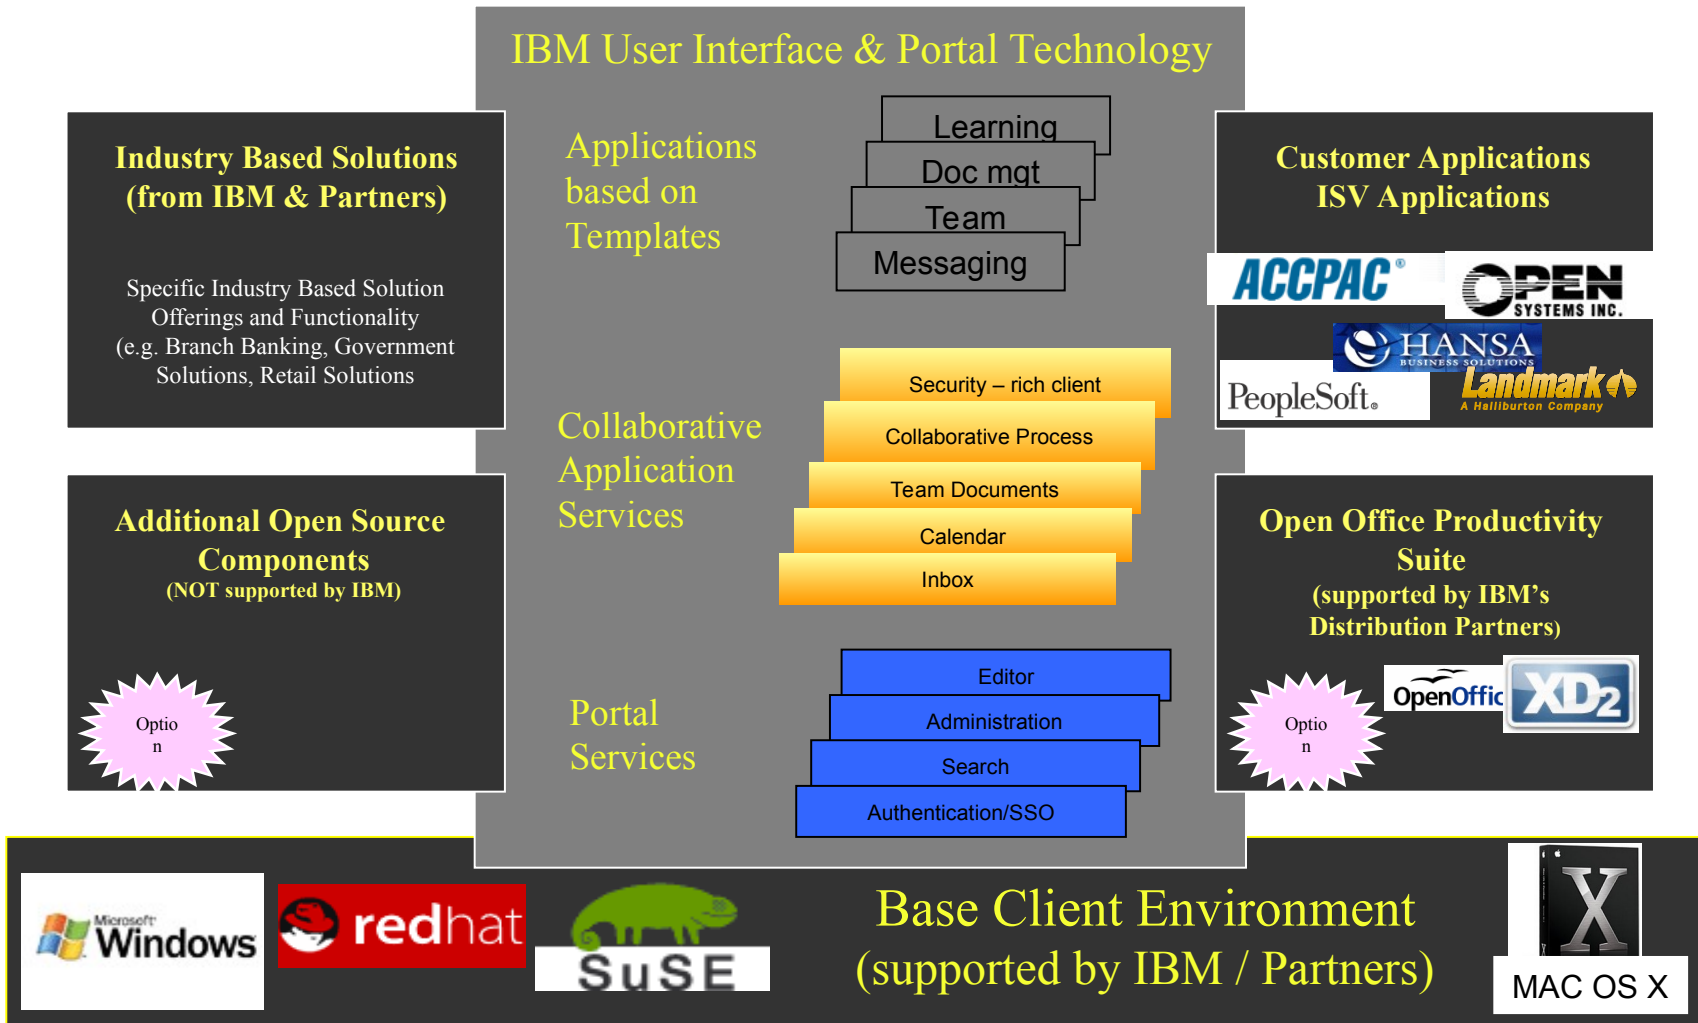 IBM User Interface & Portal Technology
Industry Based Solutions
(from IBM & Partners)
Specific Industry Based Solution
Offerings and Functionality
(e.g. Branch Banking, Government
Solutions, Retail Solutions
Applications
based on
Templates
Learning
Doc mgt
Team
Messaging
Customer Applications
ISV Applications
ACCPAC®
OPEN
SYSTEMS INC.
HANSA
BUSINESS SOLUTIONS
PeopleSoft®
Landmark
A Halliburton Company
Collaborative
Application
Services
Security – rich client
Collaborative Process
Team Documents
Calendar
Inbox
Additional Open Source
Components
(NOT supported by IBM)
Optio
n
Open Office Productivity
Suite
(supported by IBM’s
Distribution Partners)
OpenOffic
XD2
Optio
n
Portal
Services
Editor
Administration
Search
Authentication/SSO
Microsoft
Windows
redhat
SuSE
Base Client Environment
(supported by IBM / Partners)
X
MAC OS X